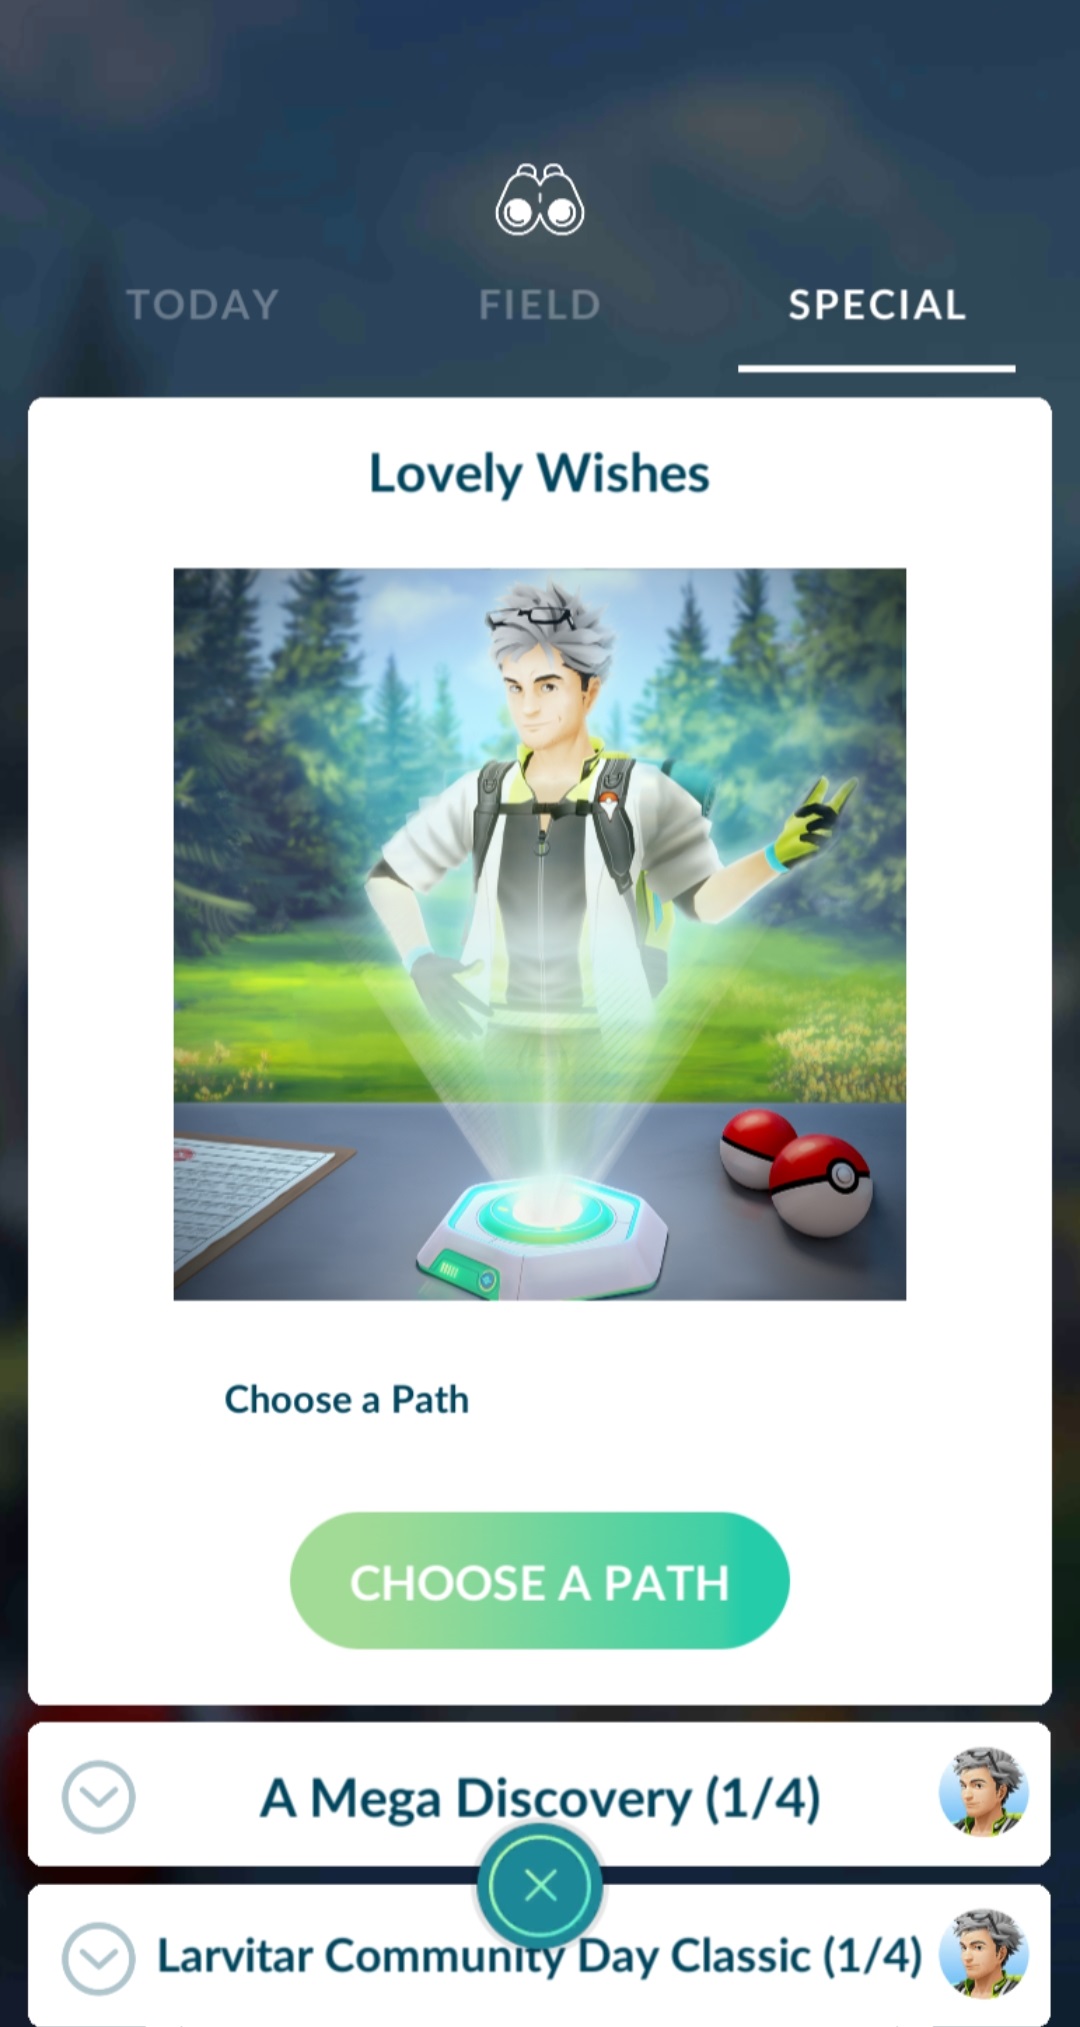 TODAY
FIELD
SPECIAL
Lovely Wishes
Choose a Path
CHOOSE A PATH
A Mega Discovery (1/4)
Larvitar Community Day Classic (1/4)